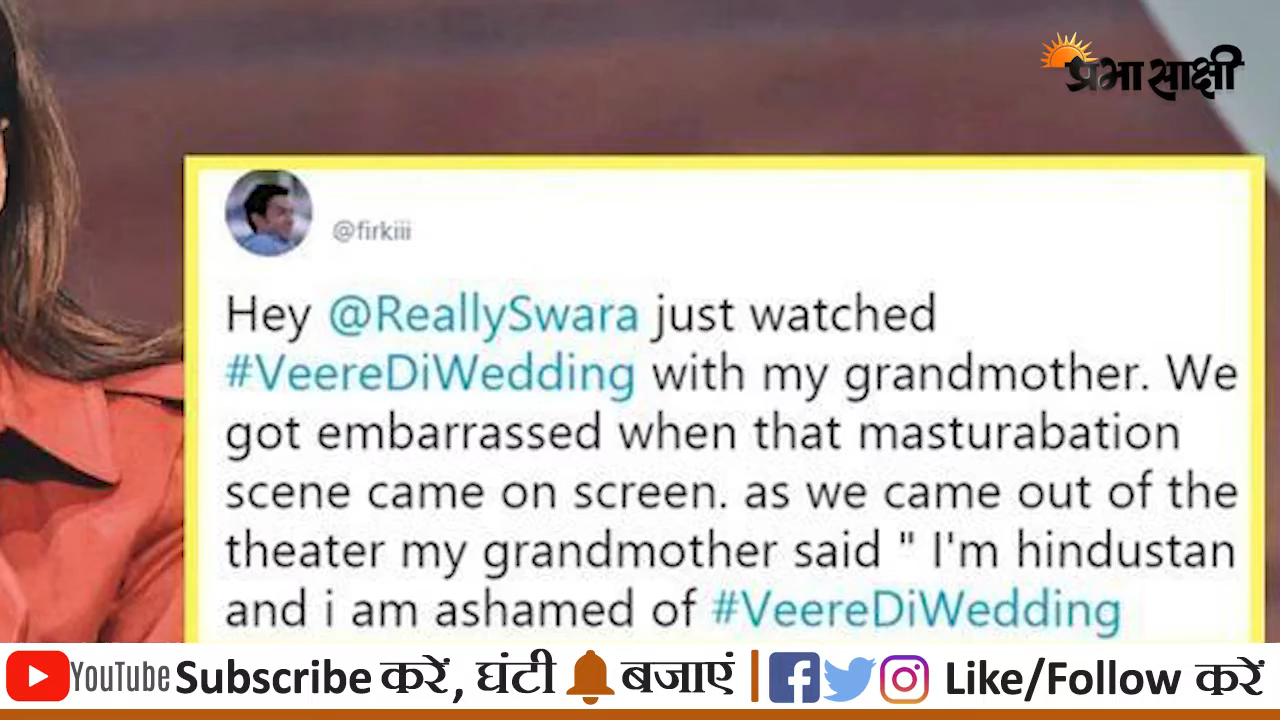 प्रभा साक्षी
@firkiii
Hey @ReallySwara just watched
#VeereDiWedding with my grandmother. We
got embarrassed when that masturabation
scene came on screen. as we came out of the
theater my grandmother said " I'm hindustan
and i am ashamed of #VeereDiWedding
YouTube Subscribe करें, घंटी बजाएं | Like/Follow करें